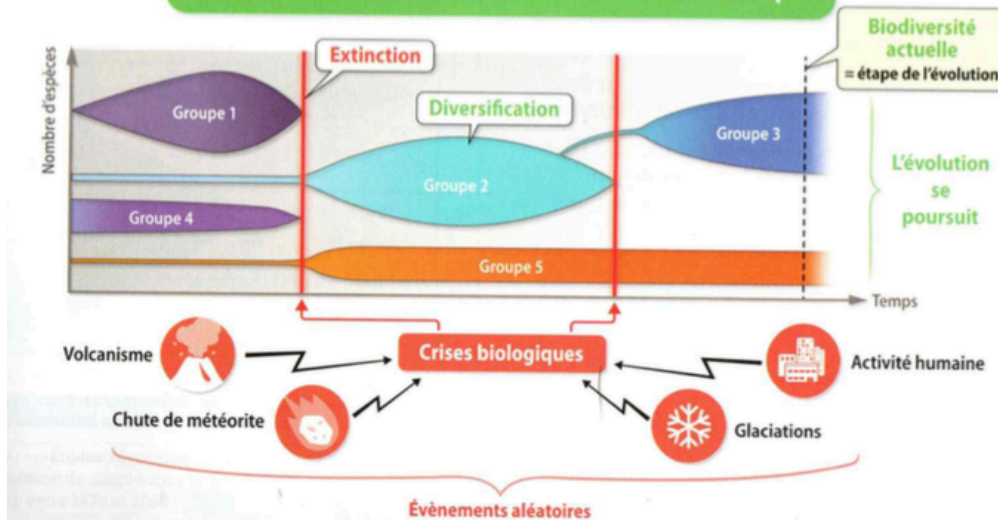 Biodiversité
actuelle
= étape de l'évolution
Extinction
Nombre d'espèces
Groupe 1
Diversification
Groupe 3
Groupe 2
L'évolution
se
poursuit
Groupe 4
Groupe 5
Temps
Volcanisme
Crises biologiques
Activité humaine
Chute de météorite
Glaciations
Évènements aléatoires